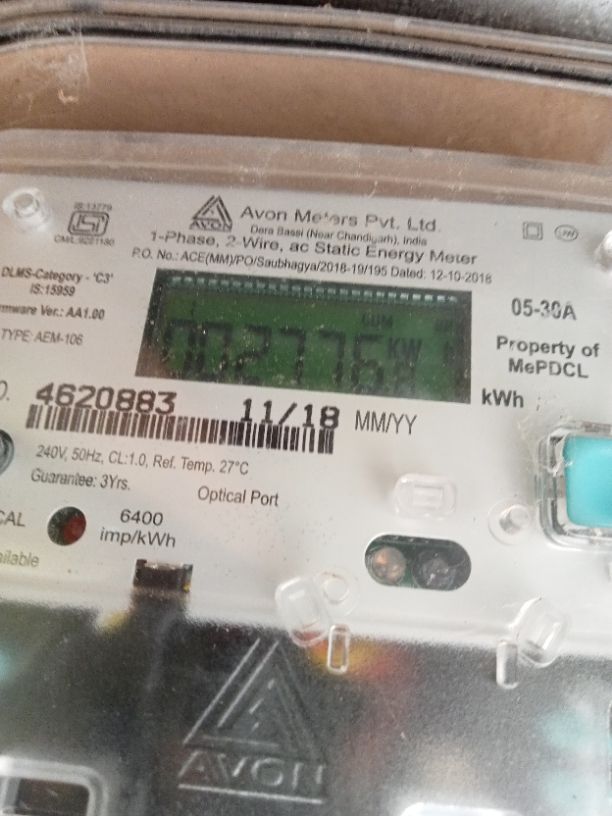 IS:13779
CM/L:9221180
AVON
Avon Meters Pvt. Ltd.
Dera Bassi (Near Chandigarh), India
1-Phase, 2-Wire, ac Static Energy Meter
P.O. No.: ACE(MM)/PO/Saubhagya/2018-19/195 Dated: 12-10-2018
DLMS-Category - 'C3'
IS:15959
rmware Ver.: AA1.00
TYPE: AEM-106
CUM
002776
KW
05-30A
Property of
MePDCL
kWh
4620883 11/18 MM/YY
240V, 50Hz, CL:1.0, Ref. Temp. 27°C
Guarantee: 3Yrs.
Optical Port
CAL
6400
imp/kWh
ailable
AVON